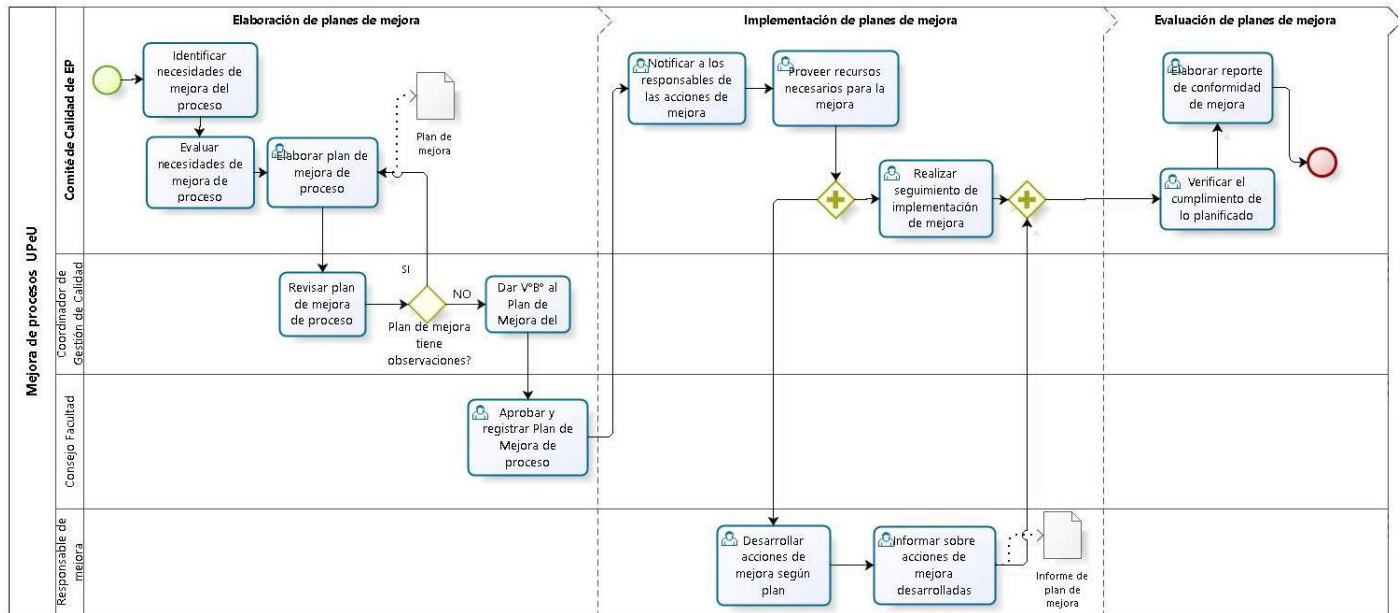 Mejora de procesos UPeU
Elaboración de planes de mejora
Implementación de planes de mejora
Evaluación de planes de mejora
Comité de Calidad de EP
Identificar
necesidades de
mejora del
proceso
Evaluar
necesidades de
mejora de
proceso
Elaborar plan de
mejora de
proceso
Plan de
mejora
Notificar a los
responsables de
las acciones de
mejora
Proveer recursos
necesarios para la
mejora
Realizar
seguimiento de
implementación
de mejora
Elaborar reporte
de conformidad
de mejora
Verificar el
cumplimiento de
lo planificado
Coordinador de
Gestión de Calidad
Revisar plan
de mejora
de proceso
SI
NO
Plan de mejora
tiene
observaciones?
Dar V°B° al
Plan de
Mejora del
Consejo Facultad
Aprobar y
registrar Plan de
Mejora de
proceso
Responsable de
mejora
Desarrollar
acciones de
mejora según
plan
Informar sobre
acciones de
mejora
desarrolladas
Informe de
plan de
mejora